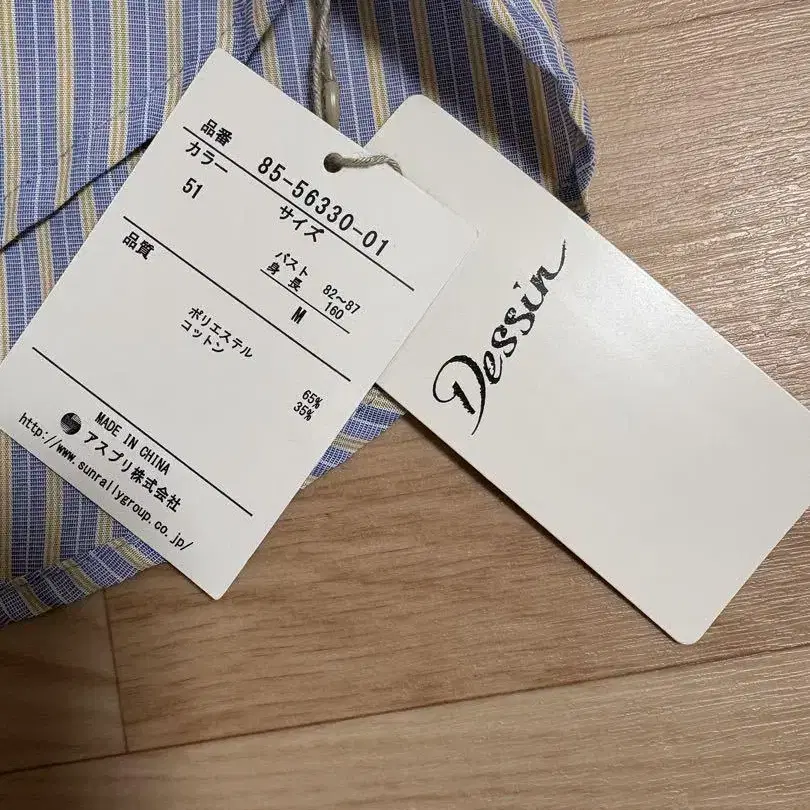 品番 85-56330-01
カラー サイズ
51
バスト 82~87
身長 160
M
品質
ポリエステル 65%
コットン 35%
MADE IN CHINA
アスプリ株式会社
http://www.sunrallygroup.co.jp/
Dessin